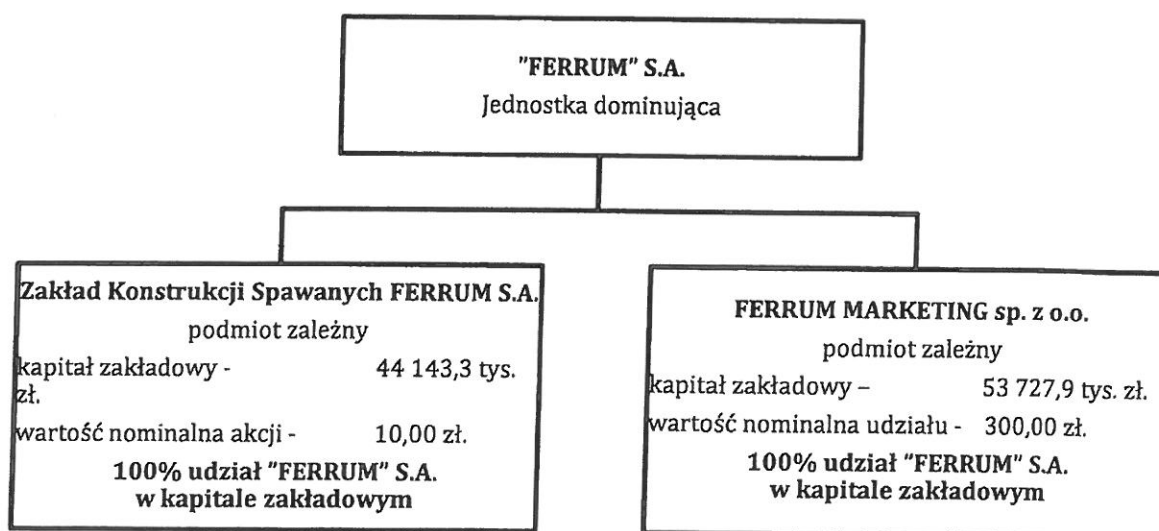 "FERRUM" S.A.
Jednostka dominująca
Zakład Konstrukcji Spawanych FERRUM S.A.
podmiot zależny
kapitał zakładowy - 44 143,3 tys.
zł.
wartość nominalna akcji - 10,00 zł.
100% udział "FERRUM" S.A.
w kapitale zakładowym
FERRUM MARKETING sp. z o.o.
podmiot zależny
kapitał zakładowy – 53 727,9 tys. zł.
wartość nominalna udziału - 300,00 zł.
100% udział "FERRUM" S.A.
w kapitale zakładowym